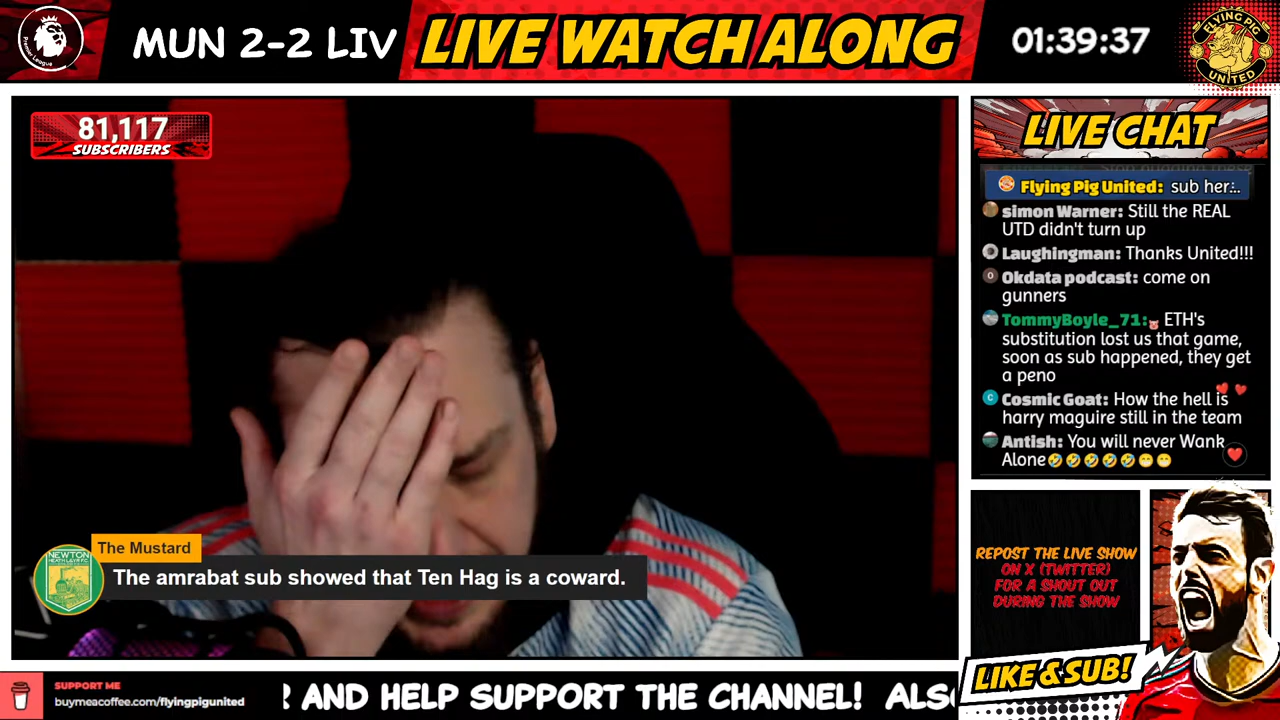 Premier League
MUN 2-2 LIV
LIVE WATCH ALONG
01:39:37
FLYING PIG
UNITED
81,117
SUBSCRIBERS
LIVE CHAT
Flying Pig United: sub her...
simon Warner: Still the REAL
UTD didn't turn up
Laughingman: Thanks United!!!
Okdata podcast: come on
gunners
TommyBoyle_71: ETH's
substitution lost us that game,
soon as sub happened, they get
a peno
Cosmic Goat: How the hell is
harry maguire still in the team
Antish: You will never Wank
Alone🤣🤣🤣🤣🤣😁😁
The Mustard
NEWTON
HEATH L&Y.R F.C.
The amrabat sub showed that Ten Hag is a coward.
REPOST THE LIVE SHOW
ON X (TWITTER)
FOR A SHOUT OUT
DURING THE SHOW
LIKE & SUB!
SUPPORT ME
buymeacoffee.com/flyingpigunited
R AND HELP SUPPORT THE CHANNEL! ALSO